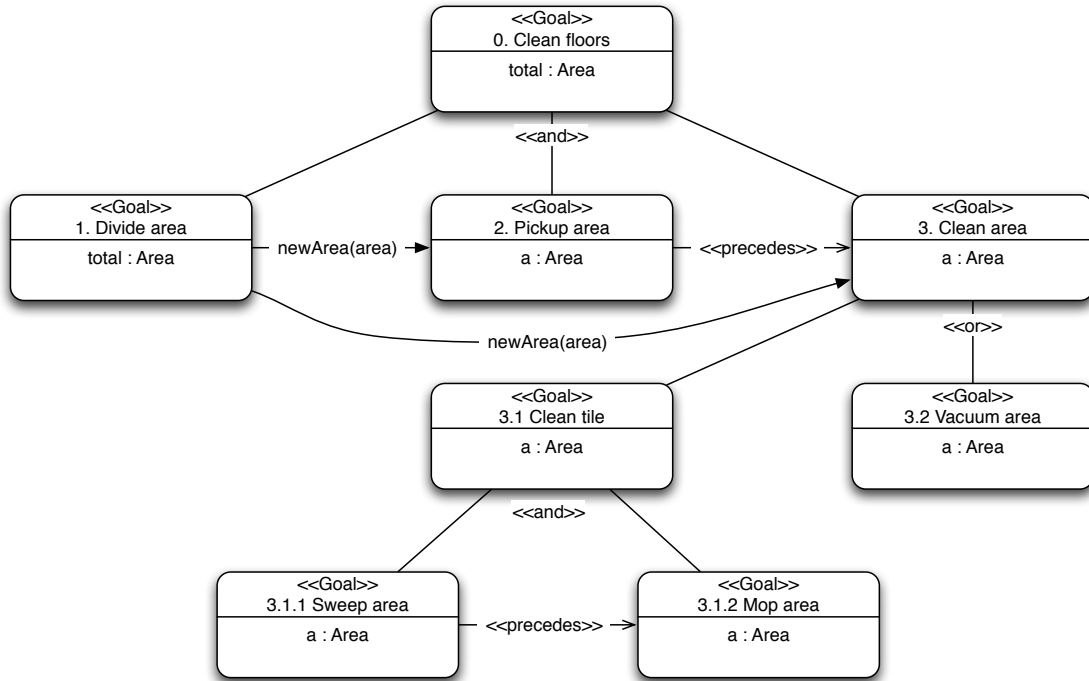 <<Goal>>
0. Clean floors
total : Area
<<and>>
<<Goal>>
1. Divide area
total : Area
newArea(area)
<<Goal>>
2. Pickup area
a : Area
<<precedes>>
<<Goal>>
3. Clean area
a : Area
newArea(area)
<<or>>
<<Goal>>
3.1 Clean tile
a : Area
<<Goal>>
3.2 Vacuum area
a : Area
<<and>>
<<Goal>>
3.1.1 Sweep area
a : Area
<<precedes>>
<<Goal>>
3.1.2 Mop area
a : Area